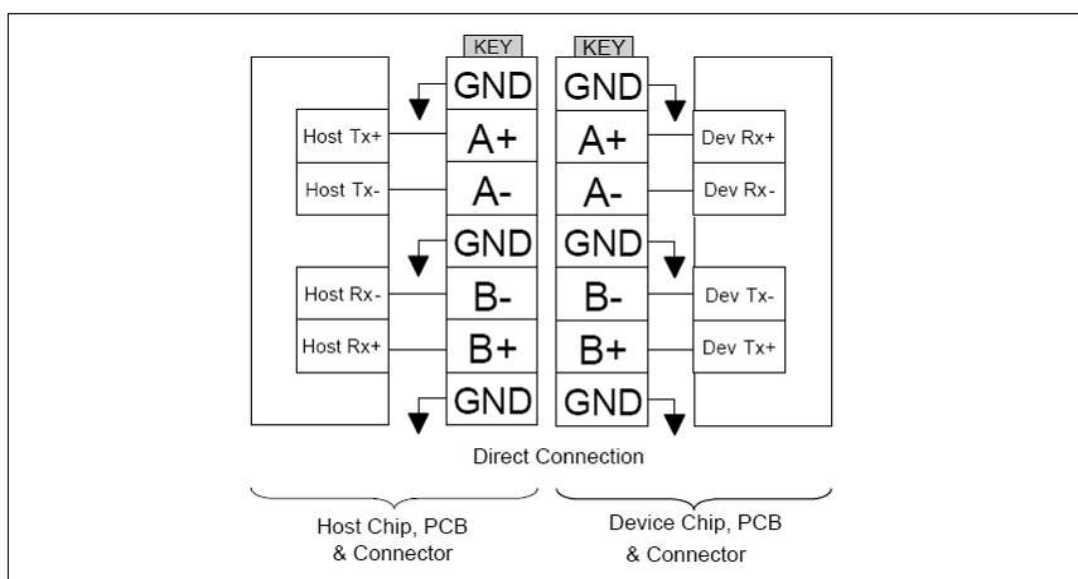 KEY KEY
GND GND
Host Tx+ A+ A+ Dev Rx+
Host Tx- A- A- Dev Rx-
GND GND
Host Rx- B- B- Dev Tx-
Host Rx+ B+ B+ Dev Tx+
GND GND
Direct Connection
Host Chip, PCB
& Connector
Device Chip, PCB
& Connector